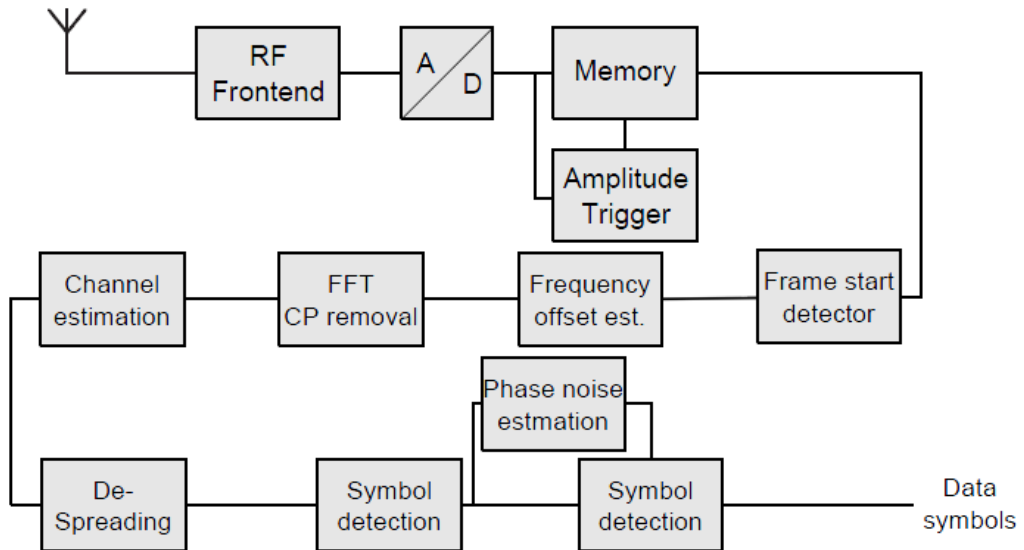 RF
Frontend
A
D
Memory
Amplitude
Trigger
Channel
estimation
FFT
CP removal
Frequency
offset est.
Frame start
detector
Phase noise
estmation
De-
Spreading
Symbol
detection
Symbol
detection
Data
symbols